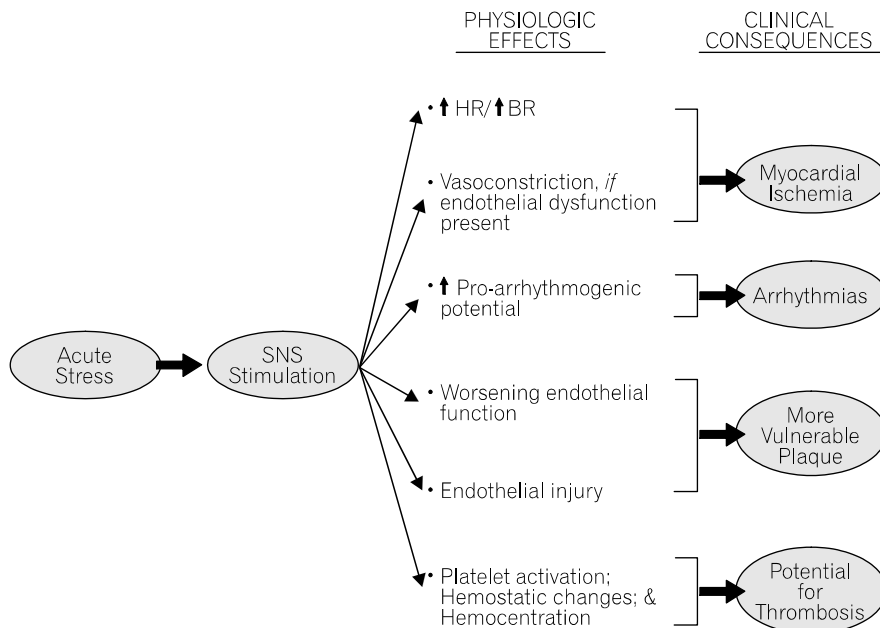 PHYSIOLOGIC
EFFECTS
CLINICAL
CONSEQUENCES
• ⬆ HR/⬆ BR
• Vasoconstriction, if
endothelial dysfunction
present
Myocardial
Ischemia
• ⬆ Pro-arrhythmogenic
potential
Arrhythmias
Acute
Stress
SNS
Stimulation
• Worsening endothelial
function
• Endothelial injury
More
Vulnerable
Plaque
• Platelet activation;
Hemostatic changes; &
Hemocentration
Potential
for
Thrombosis